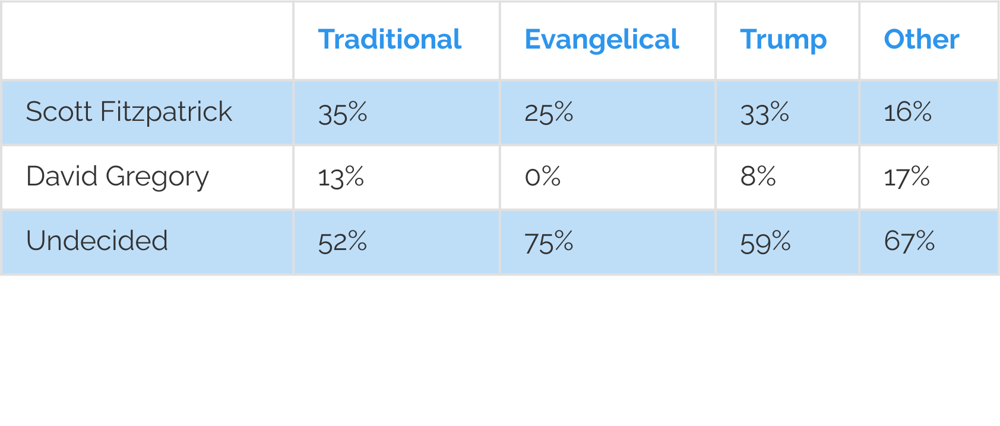 Traditional Evangelical Trump Other
Scott Fitzpatrick 35% 25% 33% 16%
David Gregory 13% 0% 8% 17%
Undecided 52% 75% 59% 67%